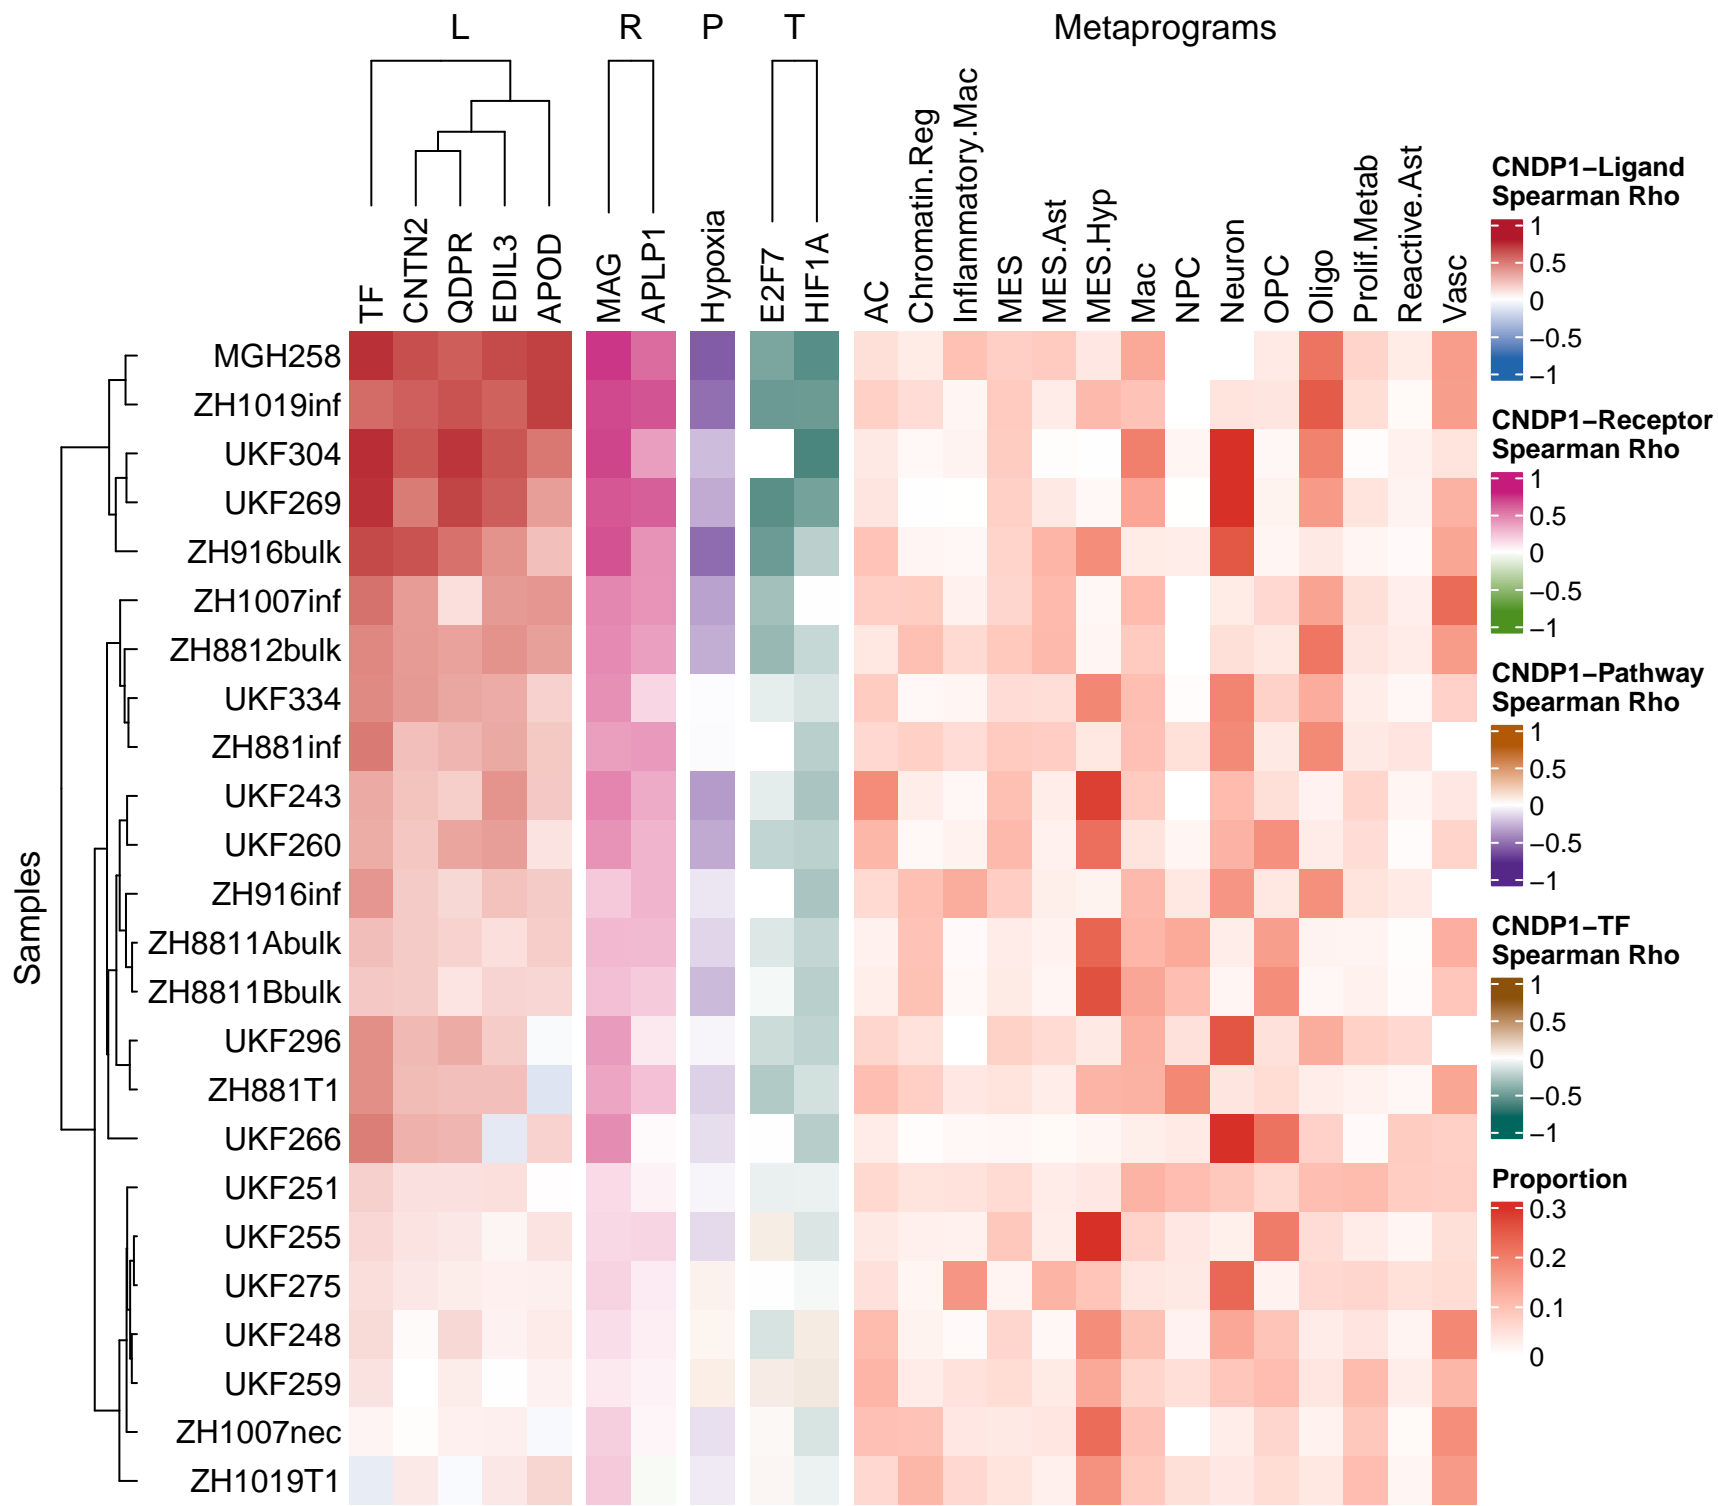 L R P T Metaprograms
TF CNTN2 QDPR EDIL3 APOD MAG APLP1 Hypoxia E2F7 HIF1A AC Chromatin.Reg Inflammatory.Mac MES MES.Ast MES.Hyp Mac NPC Neuron OPC Oligo Prolif.Metab Reactive.Ast Vasc
Samples
MGH258
ZH1019inf
UKF304
UKF269
ZH916bulk
ZH1007inf
ZH8812bulk
UKF334
ZH881inf
UKF243
UKF260
ZH916inf
ZH8811Abulk
ZH8811Bbulk
UKF296
ZH881T1
UKF266
UKF251
UKF255
UKF275
UKF248
UKF259
ZH1007nec
ZH1019T1
CNDP1−Ligand
Spearman Rho
1
0.5
0
−0.5
−1
CNDP1−Receptor
Spearman Rho
1
0.5
0
−0.5
−1
CNDP1−Pathway
Spearman Rho
1
0.5
0
−0.5
−1
CNDP1−TF
Spearman Rho
1
0.5
0
−0.5
−1
Proportion
0.3
0.2
0.1
0